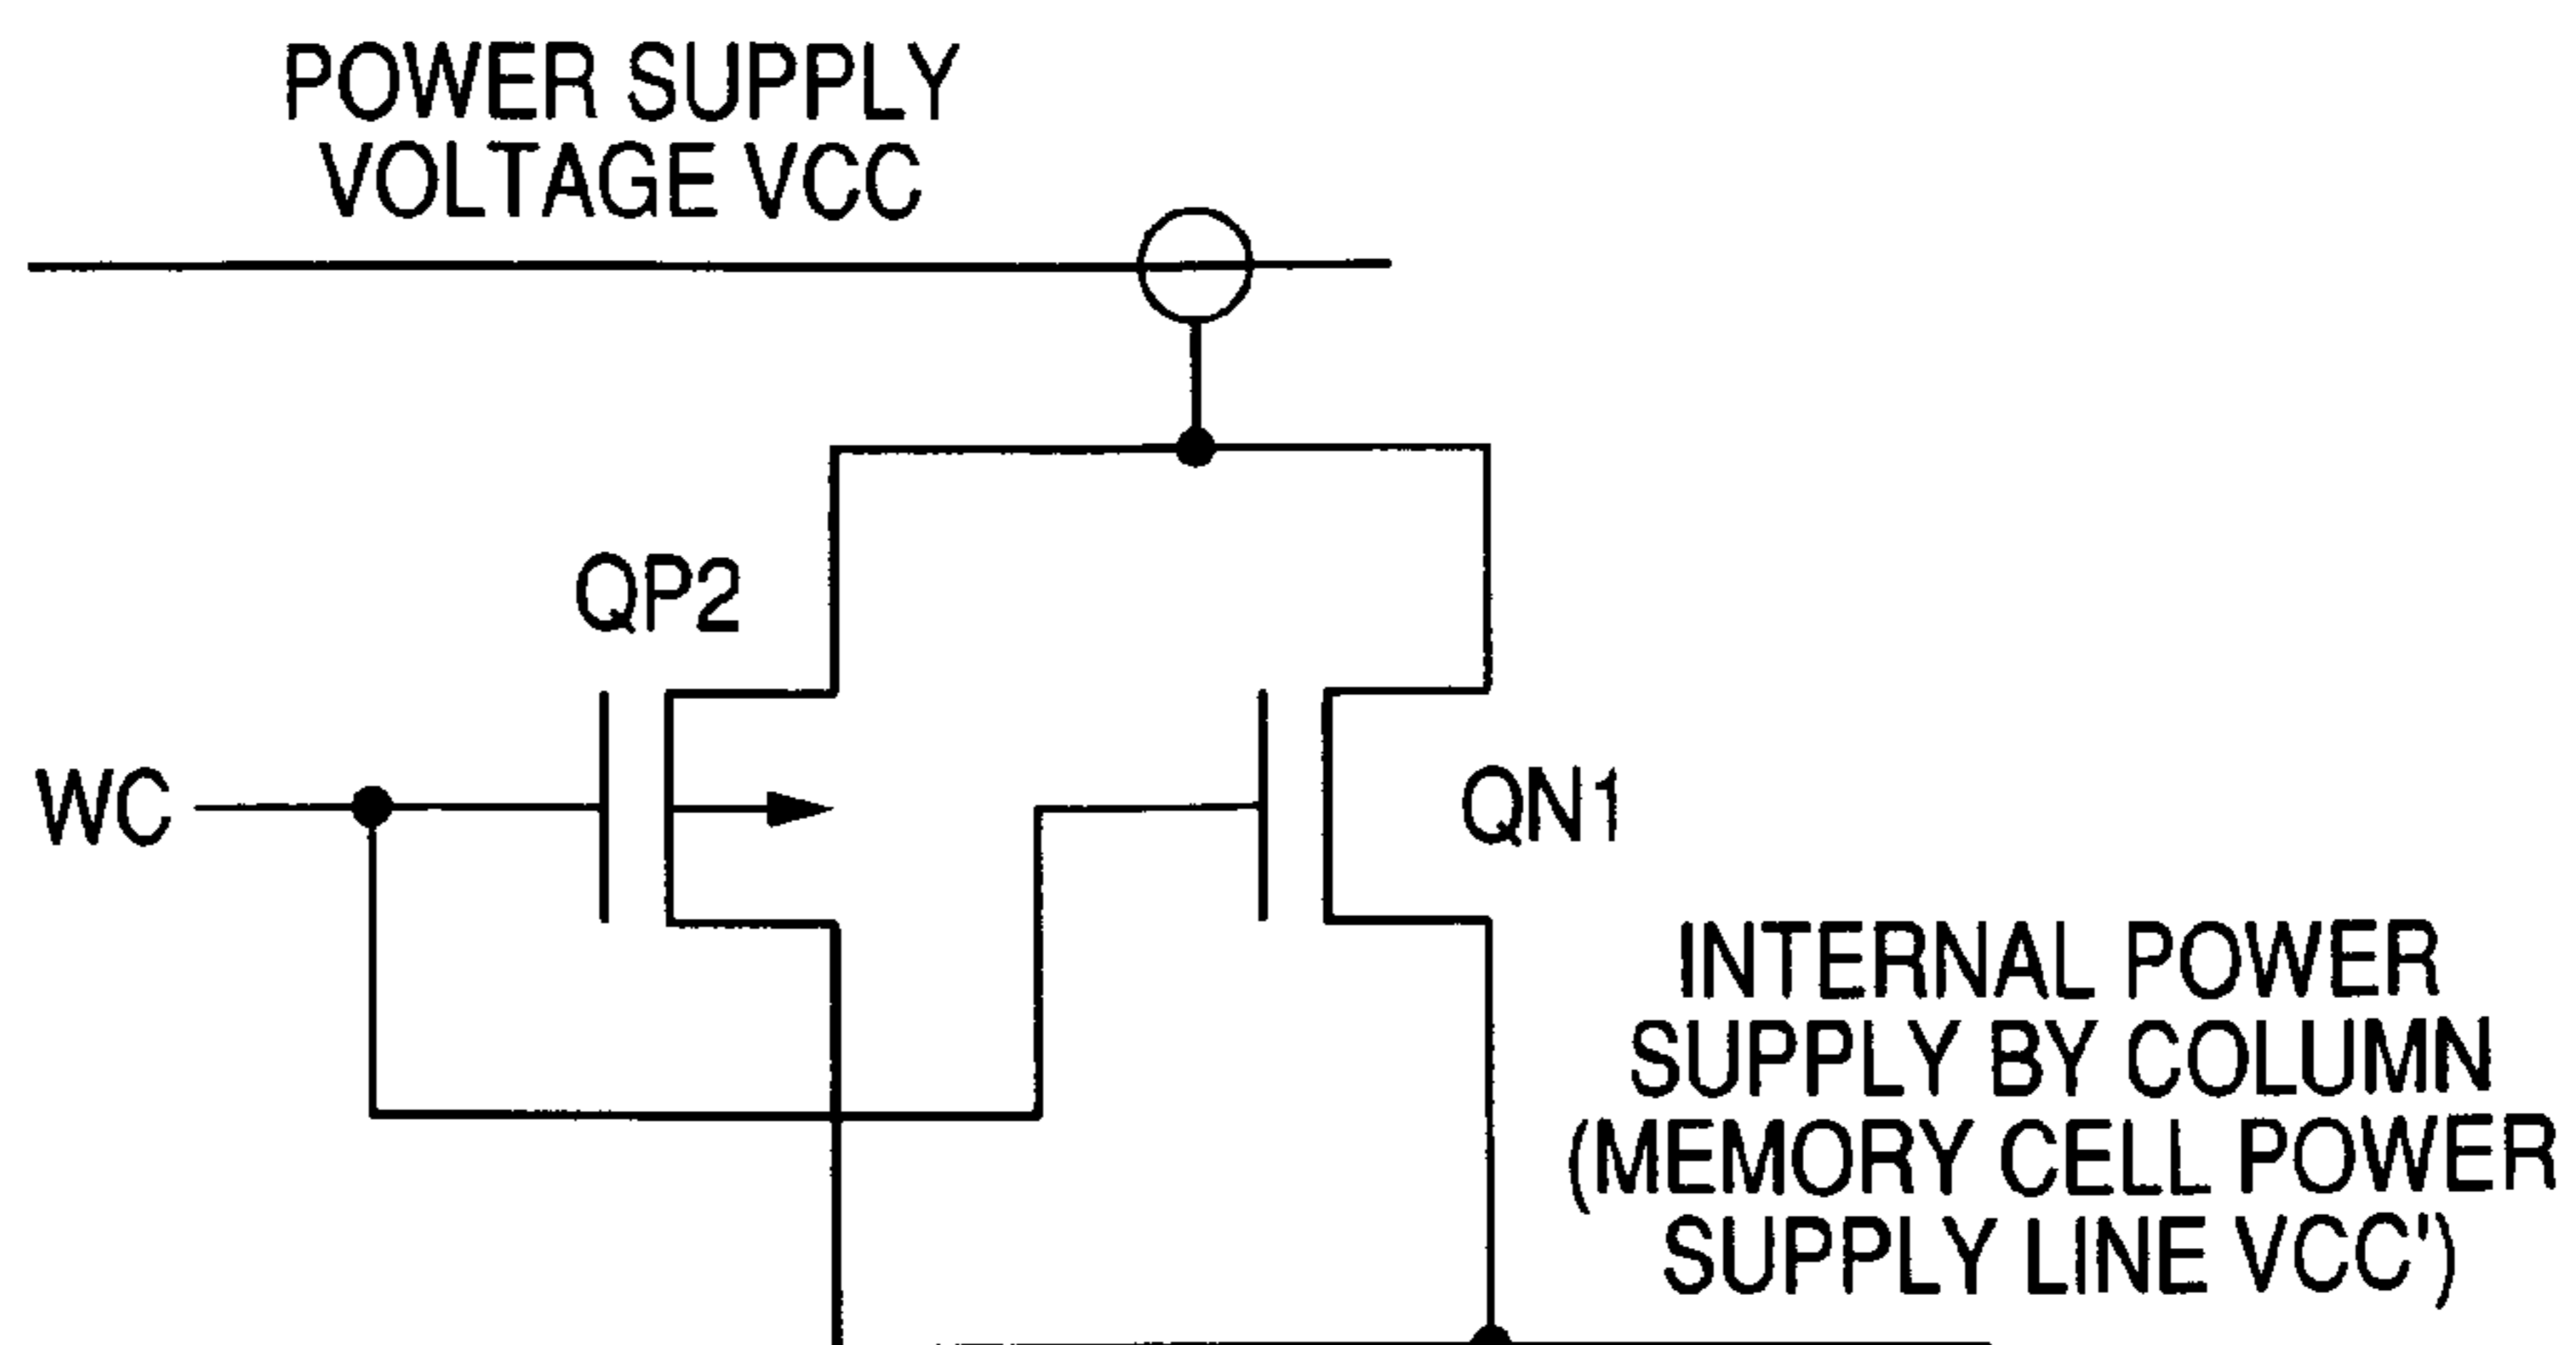 POWER SUPPLY
VOLTAGE VCC
QP2
WC
QN1
INTERNAL POWER
SUPPLY BY COLUMN
(MEMORY CELL POWER
SUPPLY LINE VCC')